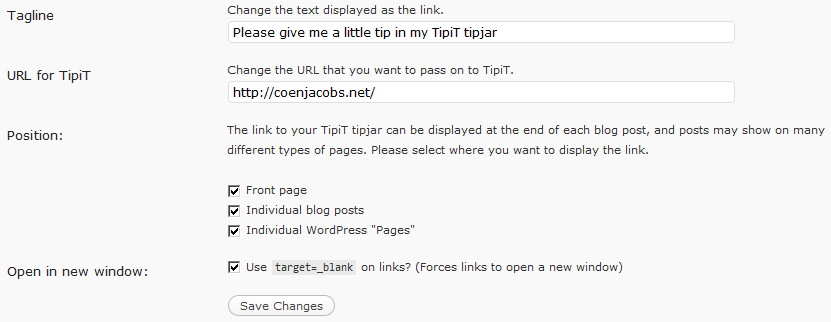 Tagline
Change the text displayed as the link.
Please give me a little tip in my TipiT tipjar
URL for TipiT
Change the URL that you want to pass on to TipiT.
http://coenjacobs.net/
Position:
The link to your TipiT tipjar can be displayed at the end of each blog post, and posts may show on many
different types of pages. Please select where you want to display the link.
Front page
Individual blog posts
Individual WordPress "Pages"
Open in new window:
Use target=_blank on links? (Forces links to open a new window)
Save Changes